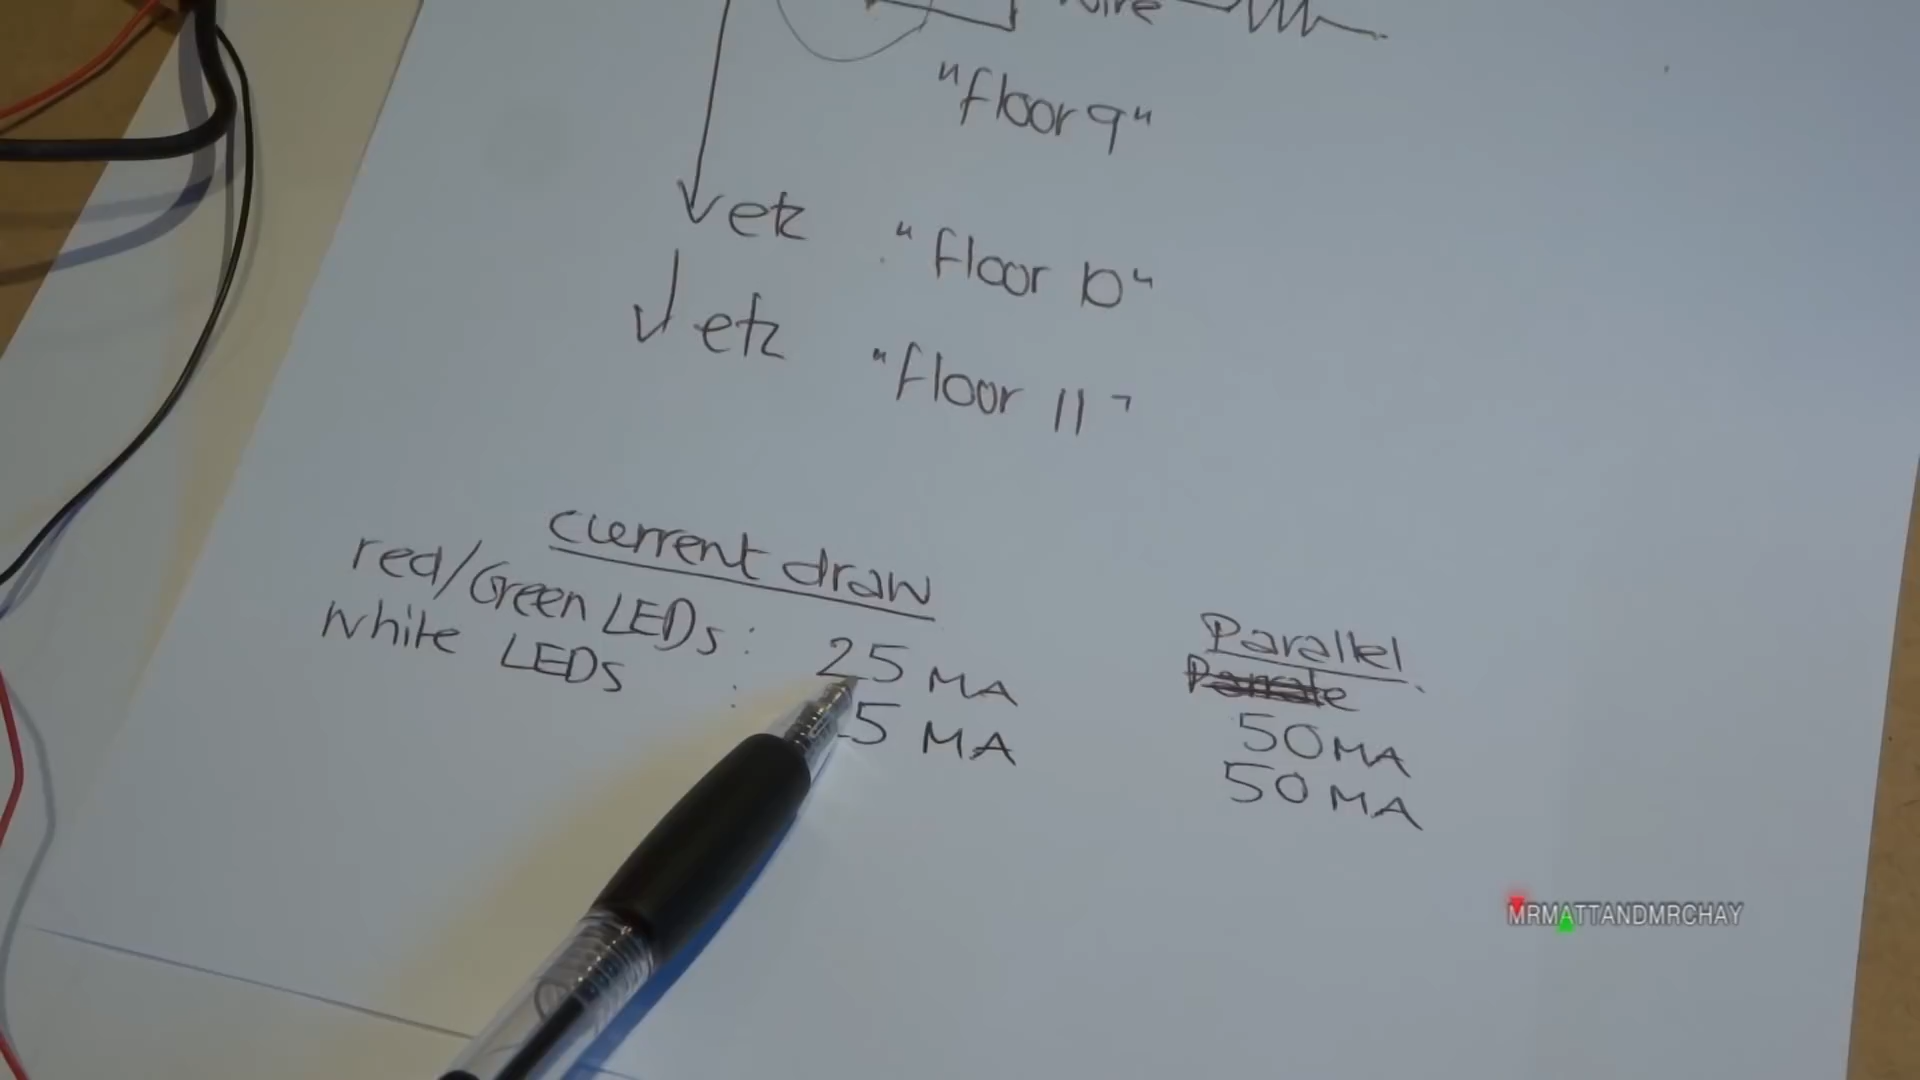 wire
"floor 9"
etc "floor 10"
etc "floor 11"
current draw
red/Green LEDs: 25 MA
white LEDs : 5 MA
Parallel
50 MA
50 MA
MRMATTANDMRCHAY